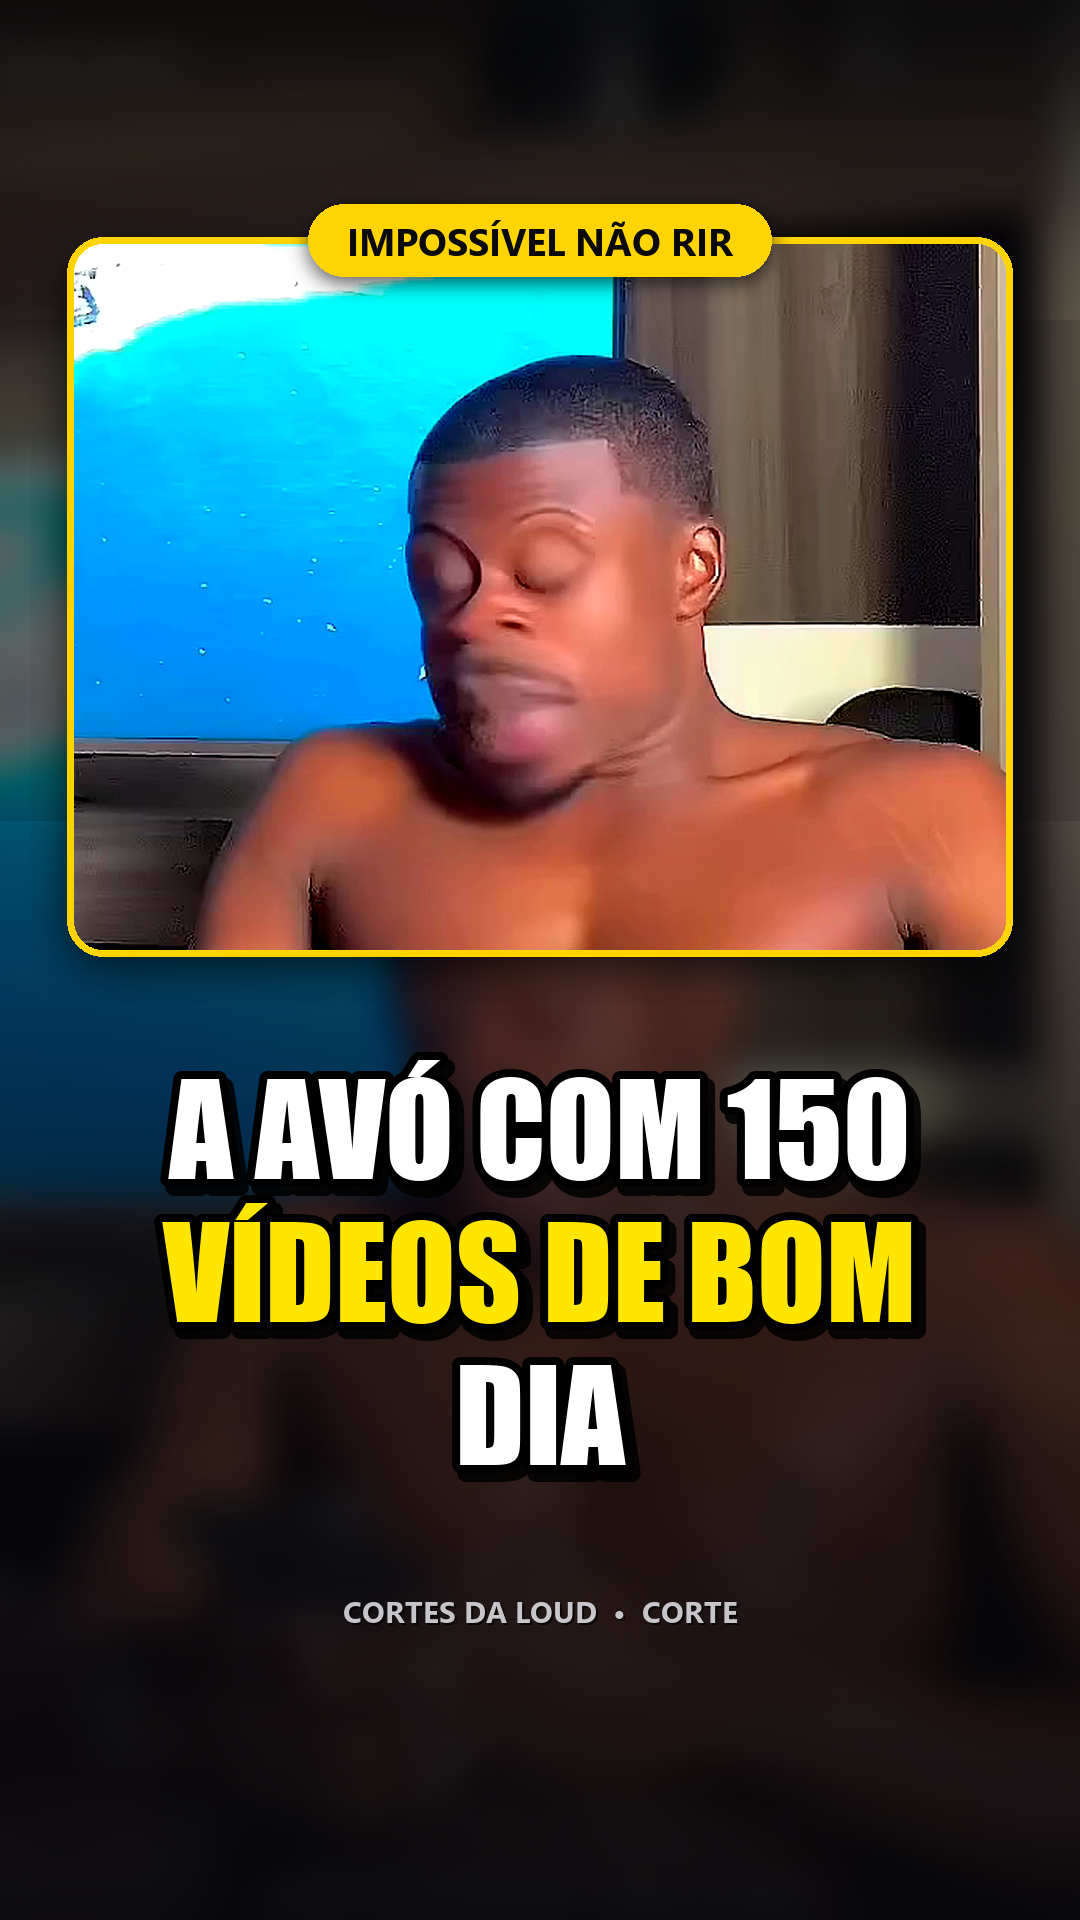 IMPOSSÍVEL NÃO RIR
A AVÓ COM 150
VÍDEOS DE BOM
DIA
CORTES DA LOUD • CORTE